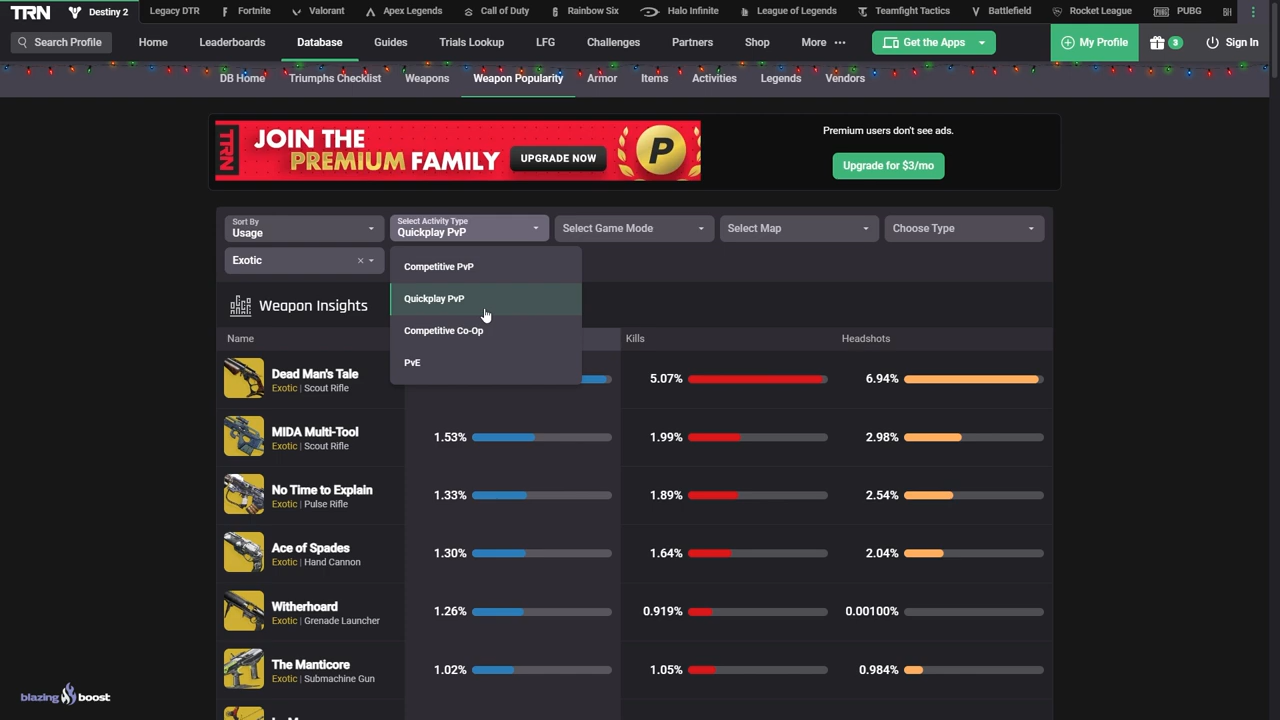 TRN Destiny 2 Legacy DTR Fortnite Valorant Apex Legends Call of Duty Rainbow Six Halo Infinite League of Legends Teamfight Tactics Battlefield Rocket League PUBG
Search Profile Home Leaderboards Database Guides Trials Lookup LFG Challenges Partners Shop More Get the Apps My Profile 3 Sign In
DB Home Triumphs Checklist Weapons Weapon Popularity Armor Items Activities Legends Vendors
TRN
JOIN THE
PREMIUM FAMILY
UPGRADE NOW
P
Premium users don't see ads.
Upgrade for $3/mo
Sort By
Usage
Select Activity Type
Quickplay PvP
Select Game Mode
Select Map
Choose Type
Exotic
Competitive PvP
Quickplay PvP
Competitive Co-Op
PvE
Weapon Insights
Name Kills Headshots
Dead Man's Tale
Exotic | Scout Rifle
5.07% 6.94%
MIDA Multi-Tool
Exotic | Scout Rifle
1.53% 1.99% 2.98%
No Time to Explain
Exotic | Pulse Rifle
1.33% 1.89% 2.54%
Ace of Spades
Exotic | Hand Cannon
1.30% 1.64% 2.04%
Witherhoard
Exotic | Grenade Launcher
1.26% 0.919% 0.00100%
The Manticore
Exotic | Submachine Gun
1.02% 1.05% 0.984%
blazing boost